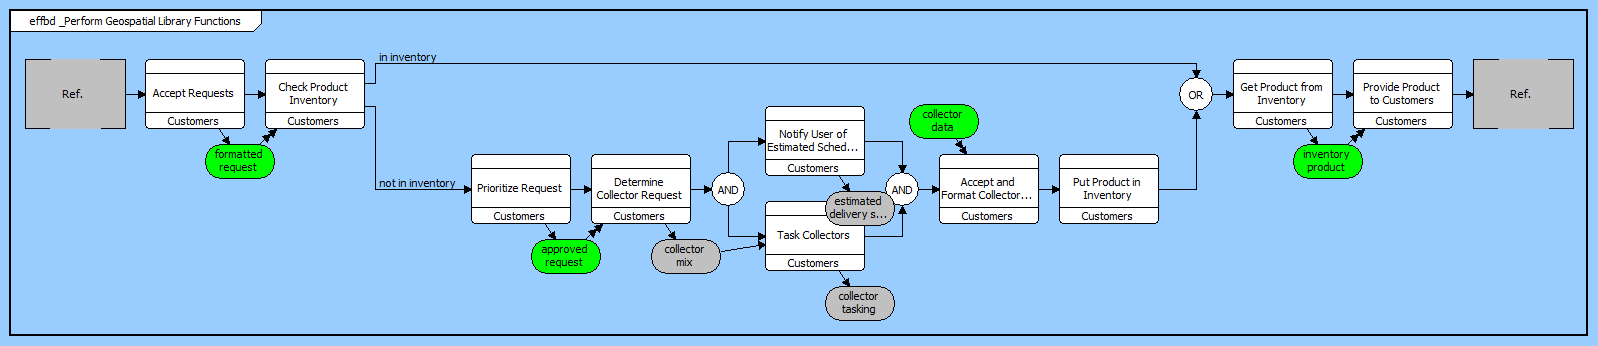 effbd _Perform Geospatial Library Functions
in inventory
Ref.
Accept Requests
Customers
formatted
request
Check Product
Inventory
Customers
not in inventory
Prioritize Request
Customers
approved
request
Determine
Collector Request
Customers
collector
mix
AND
Notify User of
Estimated Sched...
Customers
estimated
delivery s...
Task Collectors
Customers
collector
tasking
AND
collector
data
Accept and
Format Collector...
Customers
Put Product in
Inventory
Customers
OR
Get Product from
Inventory
Customers
inventory
product
Provide Product
to Customers
Customers
Ref.